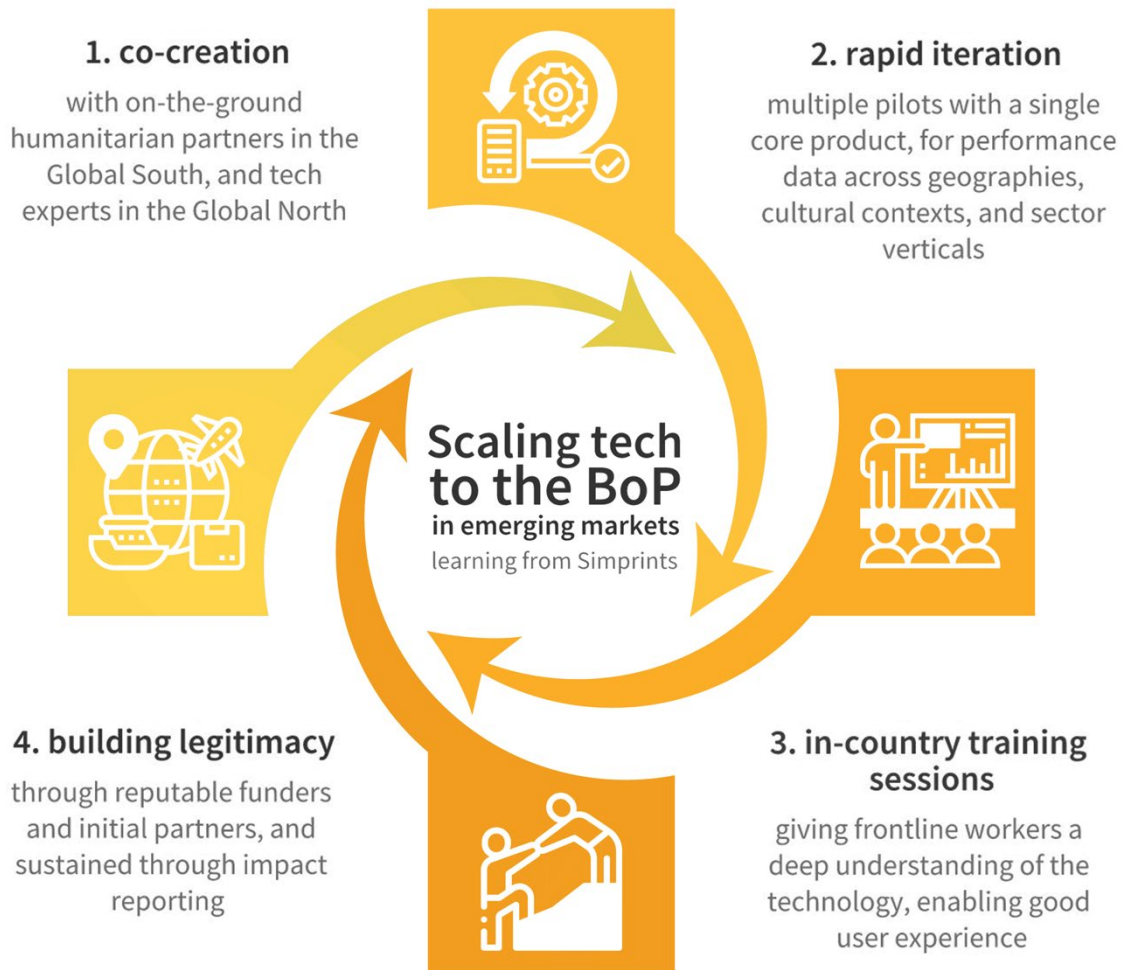 1. co-creation
with on-the-ground
humanitarian partners in the
Global South, and tech
experts in the Global North
2. rapid iteration
multiple pilots with a single
core product, for performance
data across geographies,
cultural contexts, and sector
verticals
Scaling tech
to the BoP
in emerging markets
learning from Simprints
4. building legitimacy
through reputable funders
and initial partners, and
sustained through impact
reporting
3. in-country training
sessions
giving frontline workers a
deep understanding of the
technology, enabling good
user experience